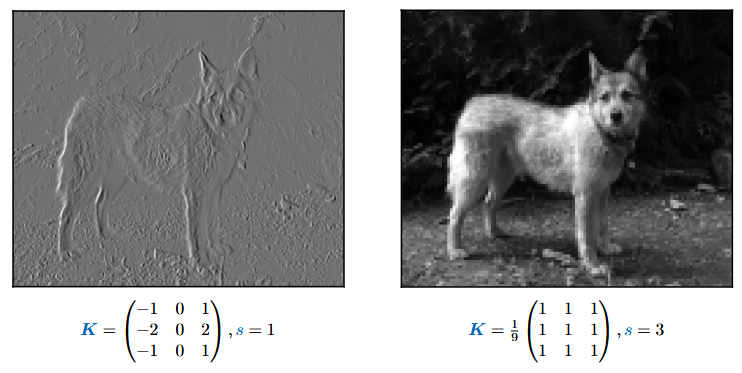 K = (−1 0 1
−2 0 2
−1 0 1), s = 1
K = 1/9 (1 1 1
1 1 1
1 1 1), s = 3